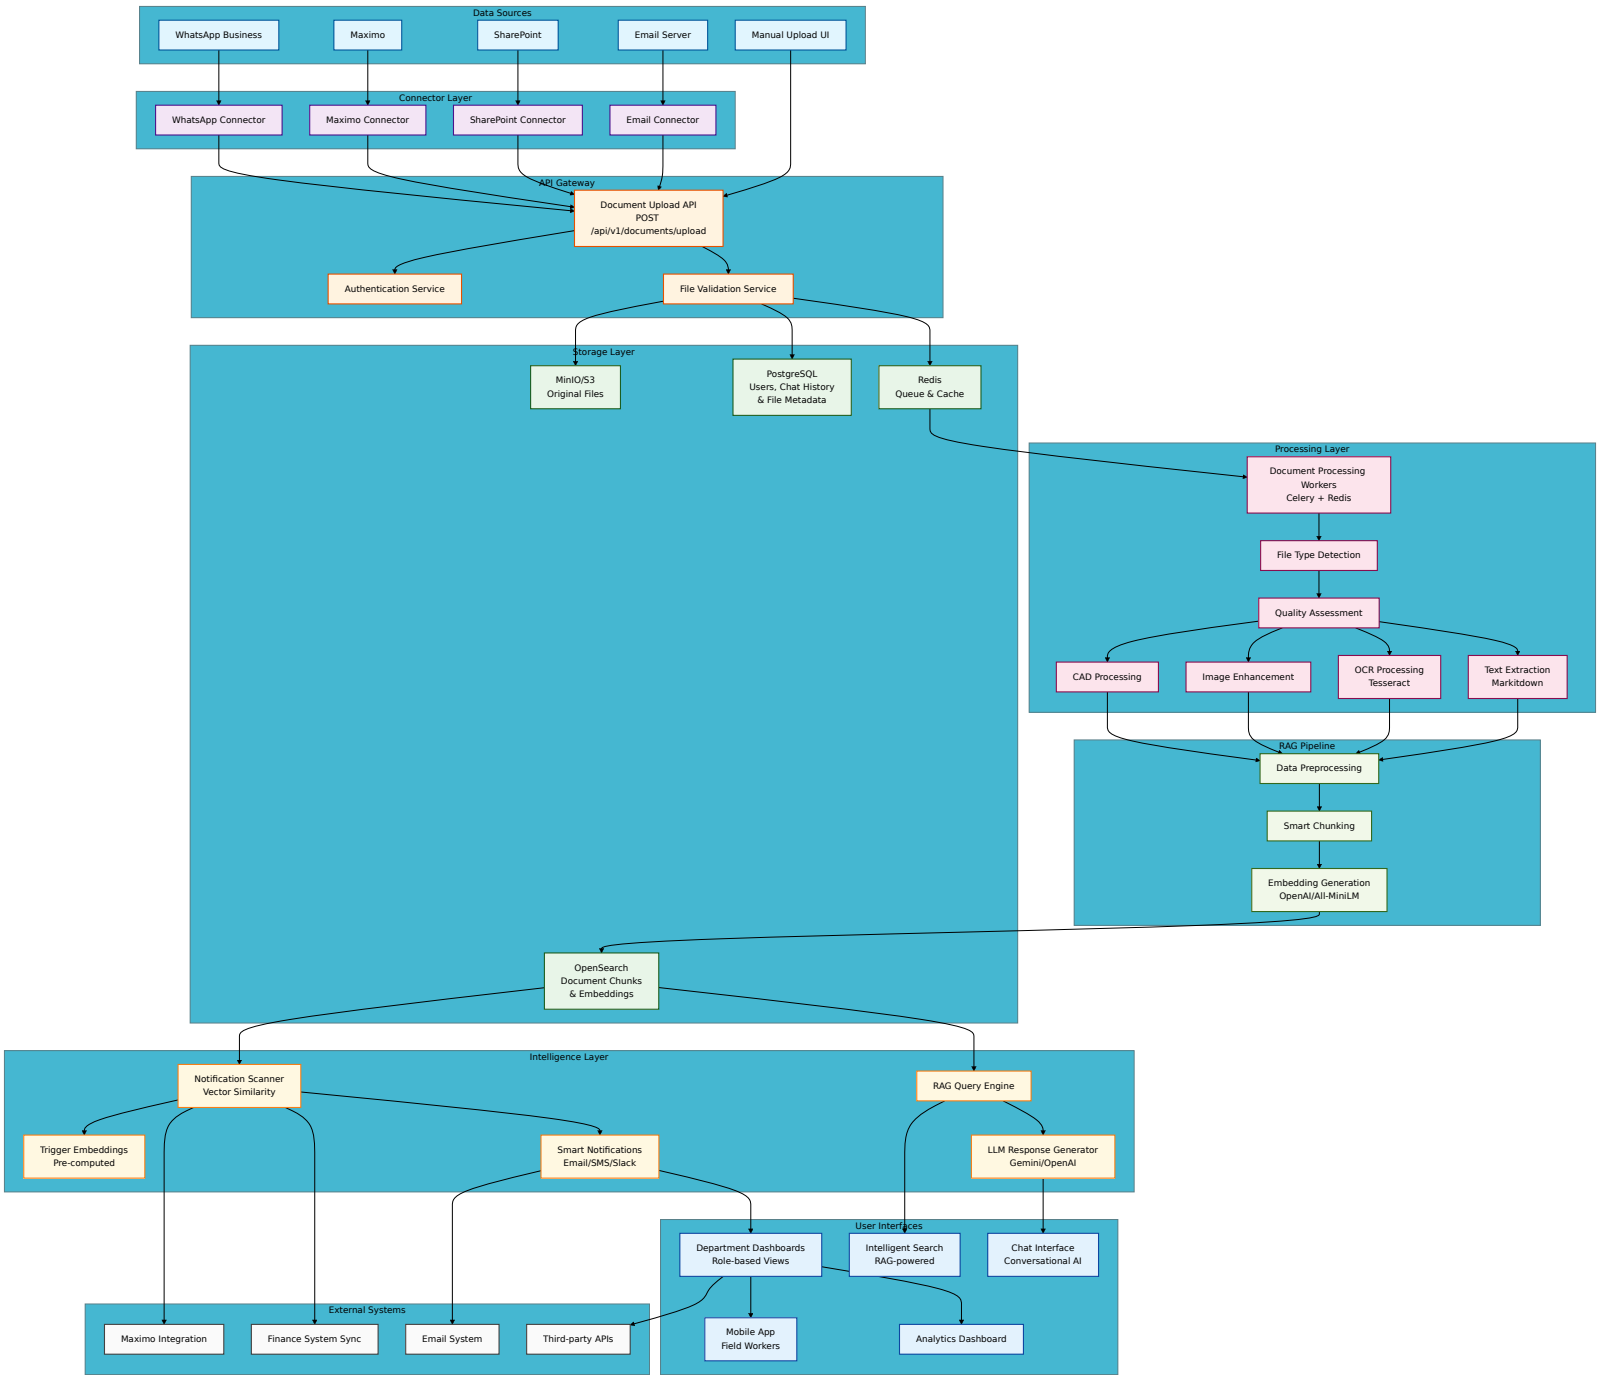 Data Sources
WhatsApp Business
Maximo
SharePoint
Email Server
Manual Upload UI
Connector Layer
WhatsApp Connector
Maximo Connector
SharePoint Connector
Email Connector
API Gateway
Document Upload API
POST
/api/v1/documents/upload
Authentication Service
File Validation Service
Storage Layer
MinIO/S3
Original Files
PostgreSQL
Users, Chat History
& File Metadata
Redis
Queue & Cache
Processing Layer
Document Processing
Workers
Celery + Redis
File Type Detection
Quality Assessment
CAD Processing
Image Enhancement
OCR Processing
Tesseract
Text Extraction
Markitdown
RAG Pipeline
Data Preprocessing
Smart Chunking
Embedding Generation
OpenAI/All-MiniLM
OpenSearch
Document Chunks
& Embeddings
Intelligence Layer
Notification Scanner
Vector Similarity
RAG Query Engine
Trigger Embeddings
Pre-computed
Smart Notifications
Email/SMS/Slack
LLM Response Generator
Gemini/OpenAI
User Interfaces
Department Dashboards
Role-based Views
Intelligent Search
RAG-powered
Chat Interface
Conversational AI
External Systems
Maximo Integration
Finance System Sync
Email System
Third-party APIs
Mobile App
Field Workers
Analytics Dashboard